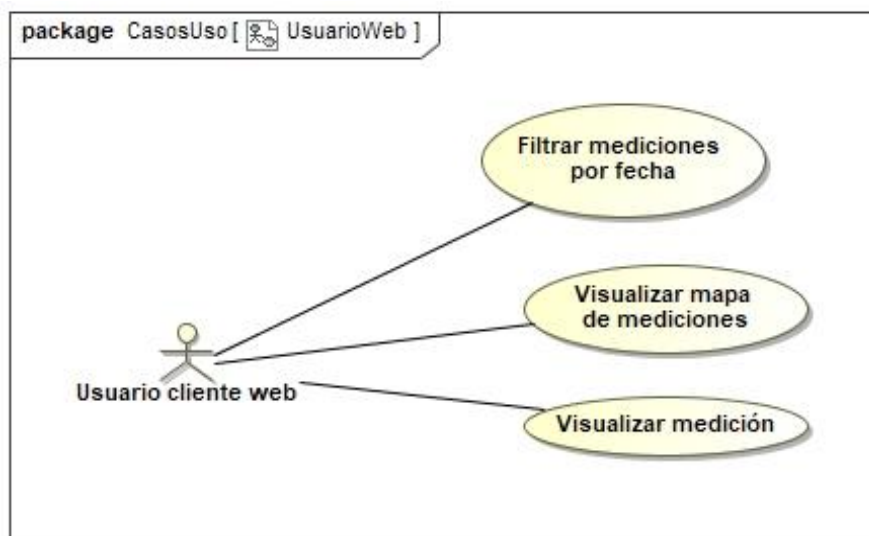 package CasosUso [ UsuarioWeb ]
Filtrar mediciones
por fecha
Visualizar mapa
de mediciones
Usuario cliente web
Visualizar medición